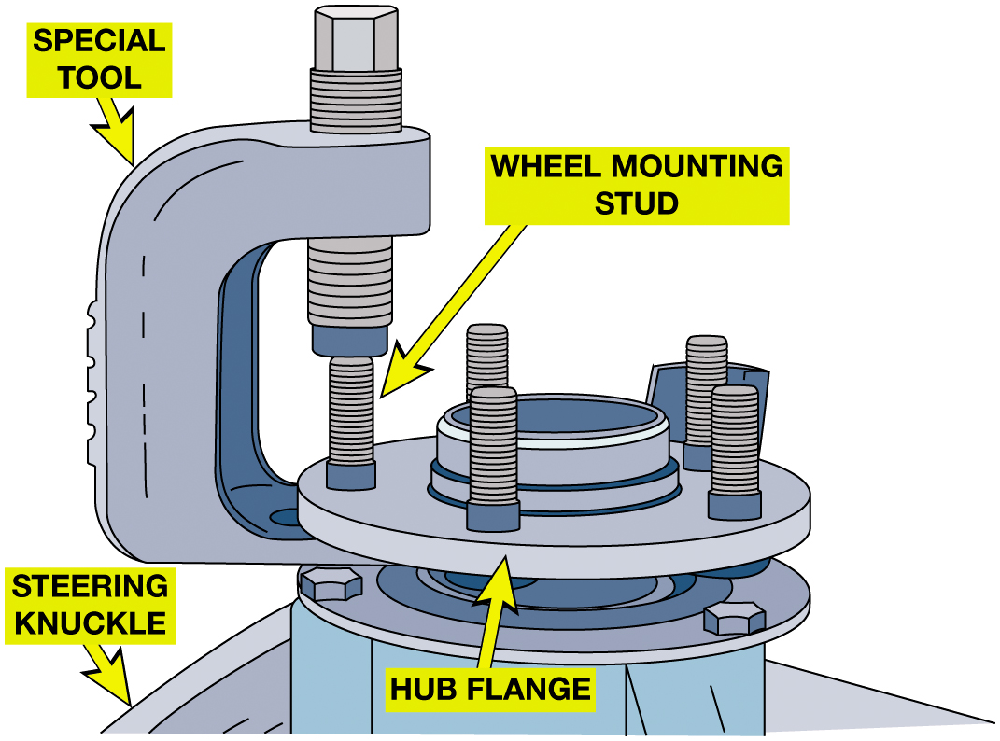 SPECIAL
TOOL
WHEEL MOUNTING
STUD
STEERING
KNUCKLE
HUB FLANGE